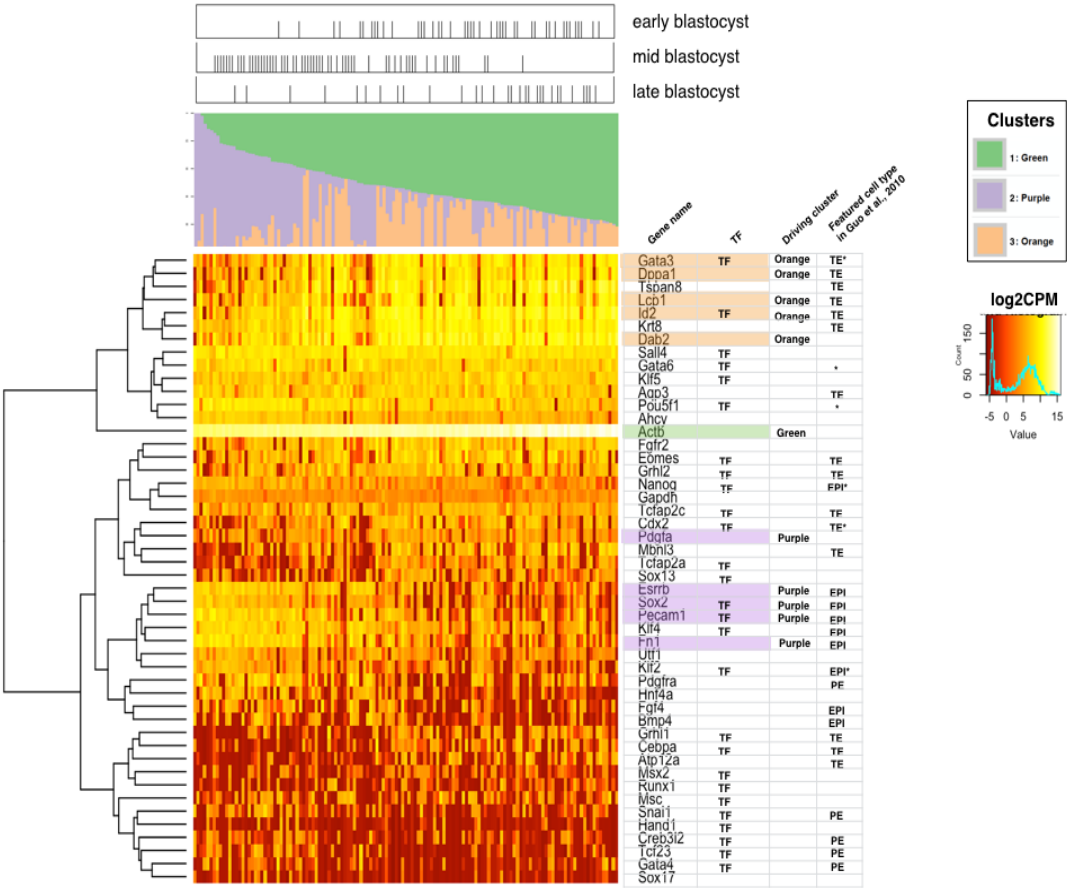 early blastocyst
mid blastocyst
late blastocyst
Clusters
1: Green
2: Purple
3: Orange
log2CPM
Count
0 50 150
-5 0 5 15
Value
Gene name TF Driving cluster Featured cell type in Guo et al., 2010
Gata3 TF Orange TE*
Dppa1 Orange TE
Tspan8 TE
Lcp1 Orange TE
Id2 TF Orange TE
Krt8 TE
Dab2 Orange
Sall4 TF
Gata6 TF *
Klf5 TF
Aqp3 TE
Pou5f1 TF *
Ahcy
Actb Green
Fgfr2
Eomes TF TE
Grhl2 TF TE
Nanog TF EPI*
Gapdh
Tcfap2c TF TE
Cdx2 TF TE*
Pdgfa Purple
Mbnl3 TE
Tcfap2a TF
Sox13 TF
Esrrb Purple EPI
Sox2 TF Purple EPI
Pecam1 TF Purple EPI
Klf4 TF EPI
Fn1 Purple EPI
Utf1
Klf2 TF EPI*
Pdgfra PE
Hnf4a
Fgf4 EPI
Bmp4 EPI
Grhl1 TF TE
Cebpa TF TE
Atp12a TE
Msx2 TF
Runx1 TF
Msc TF
Snai1 TF PE
Hand1 TF
Creb3l2 TF PE
Tcf23 TF PE
Gata4 TF PE
Sox17